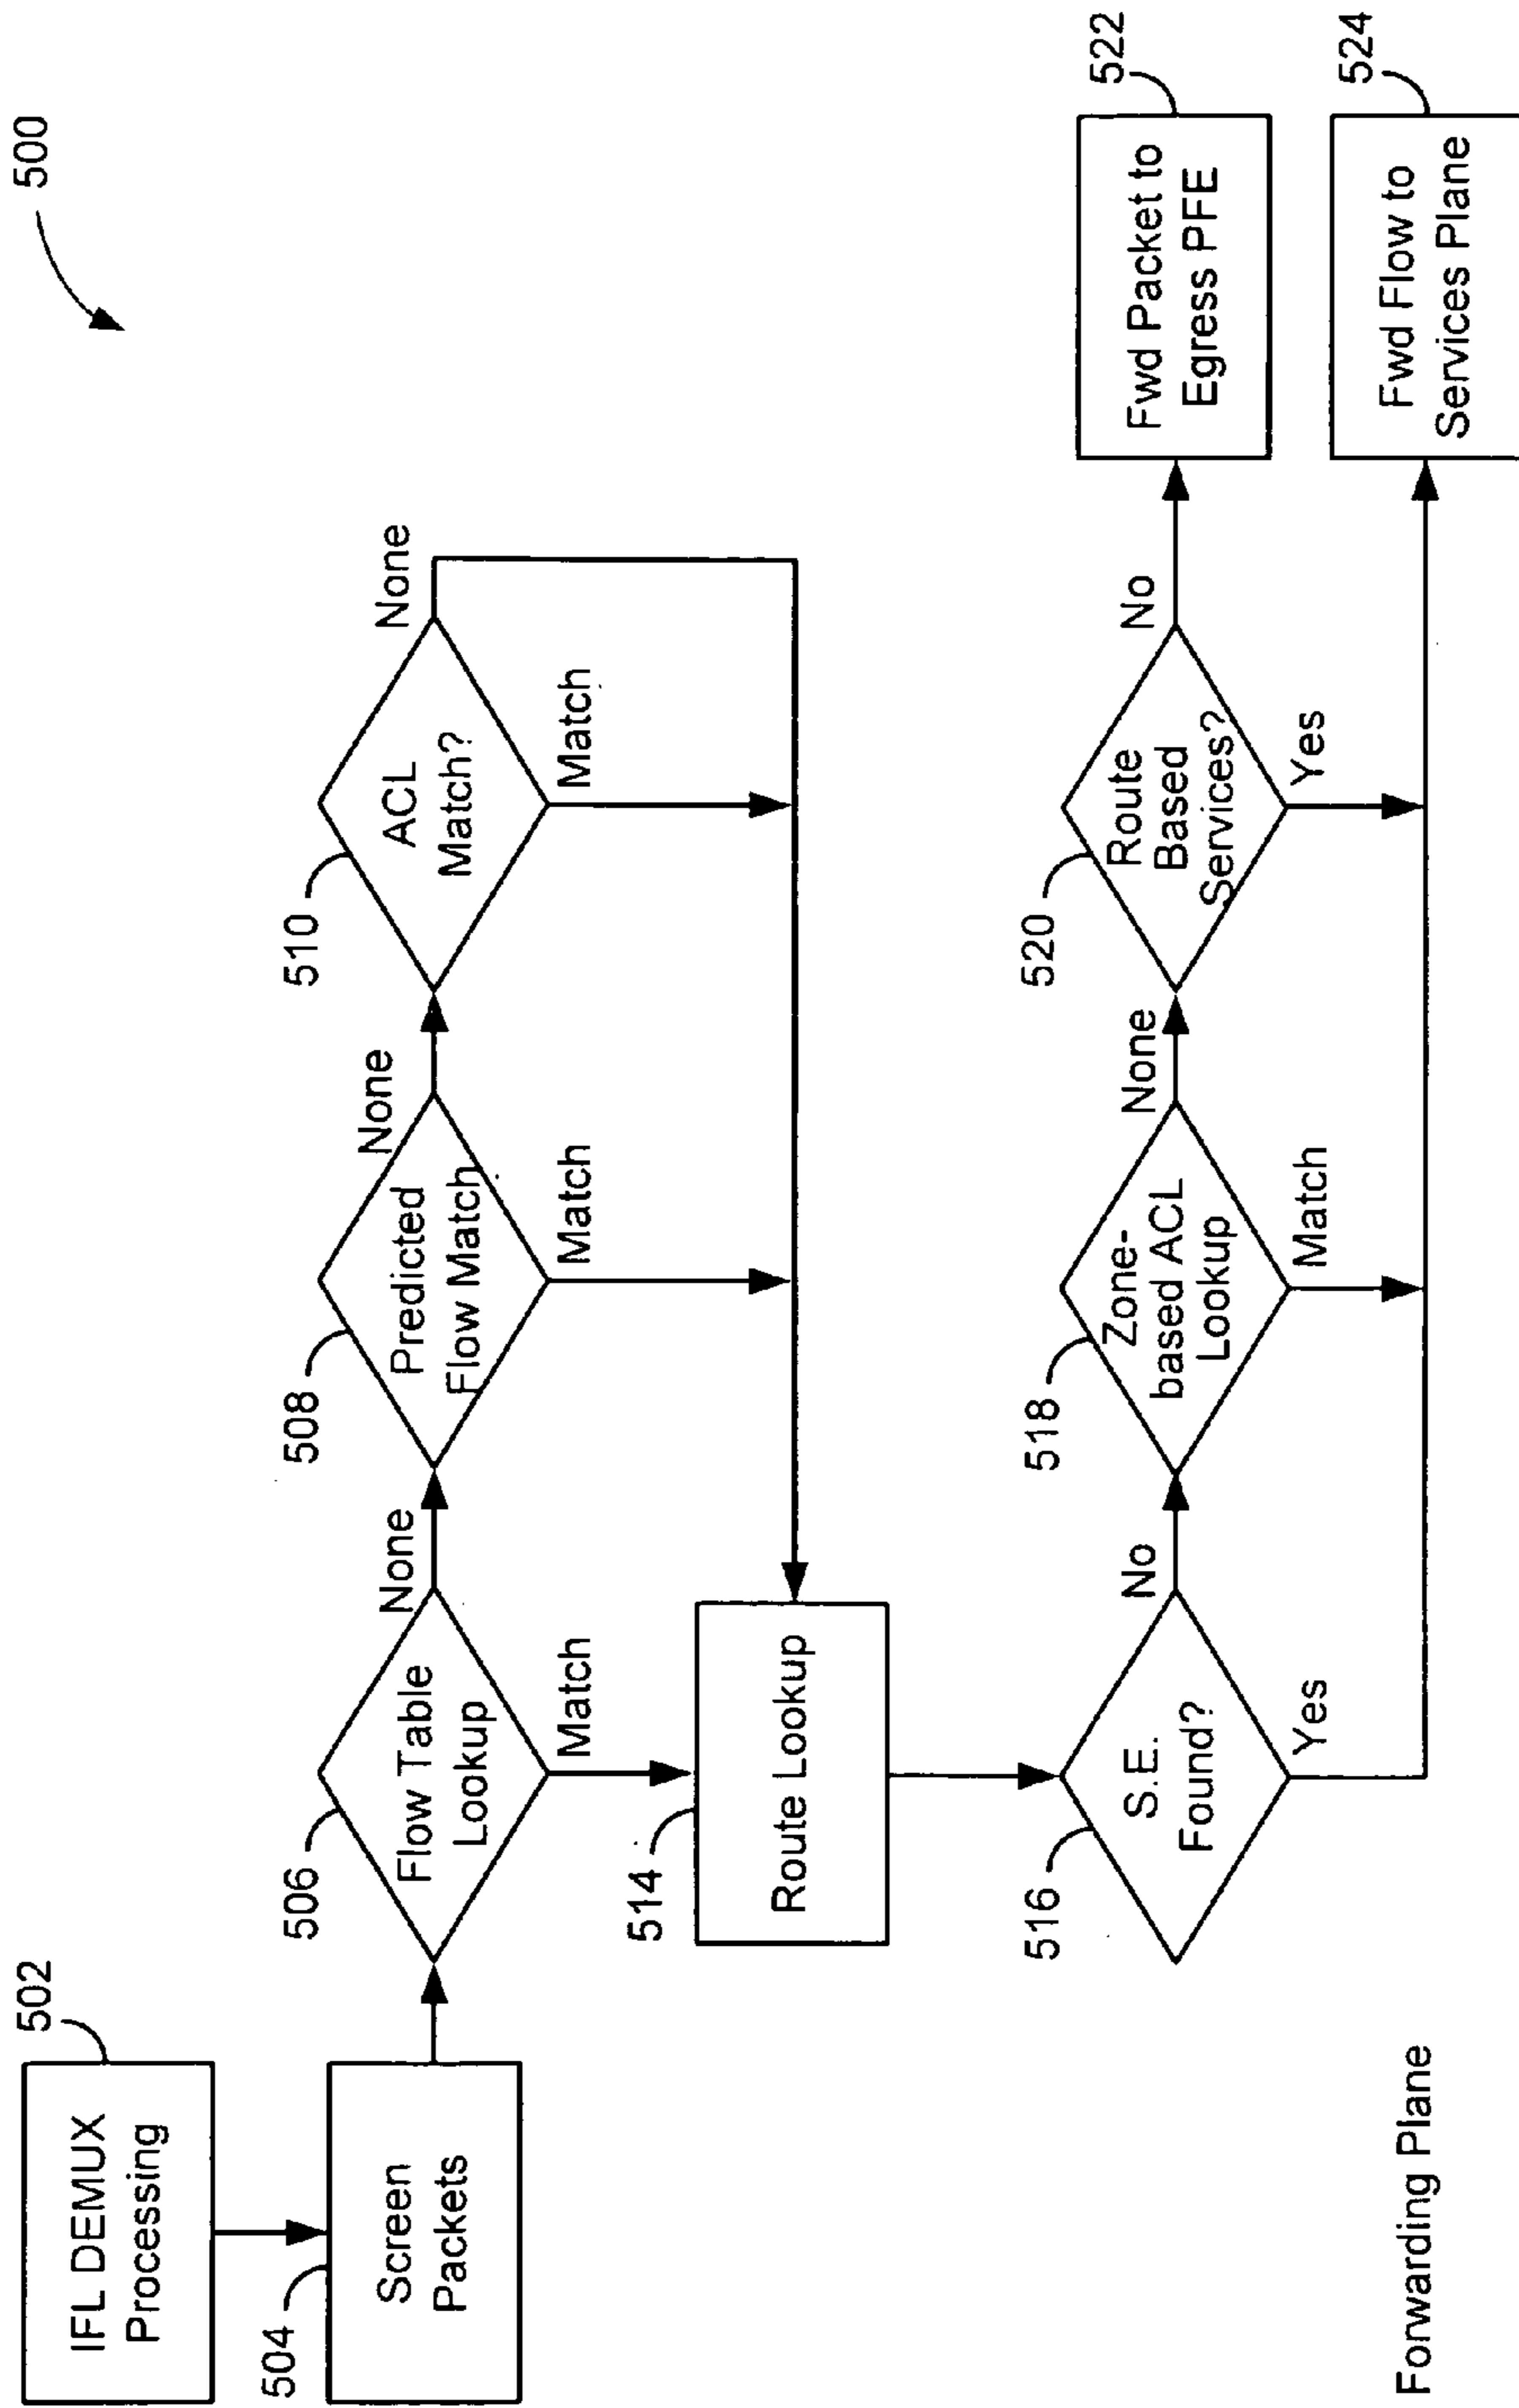 500
502
IFL DEMUX
Processing
504
Screen
Packets
506
Flow Table
Lookup
None
Match
508
Predicted
Flow Match
None
Match
510
ACL
Match?
None
Match
514
Route Lookup
516
S.E.
Found?
No
Yes
518
Zone-
based ACL
Lookup
None
Match
520
Route
Based
Services?
No
Yes
522
Fwd Packet to
Egress PFE
524
Fwd Flow to
Services Plane
Forwarding Plane